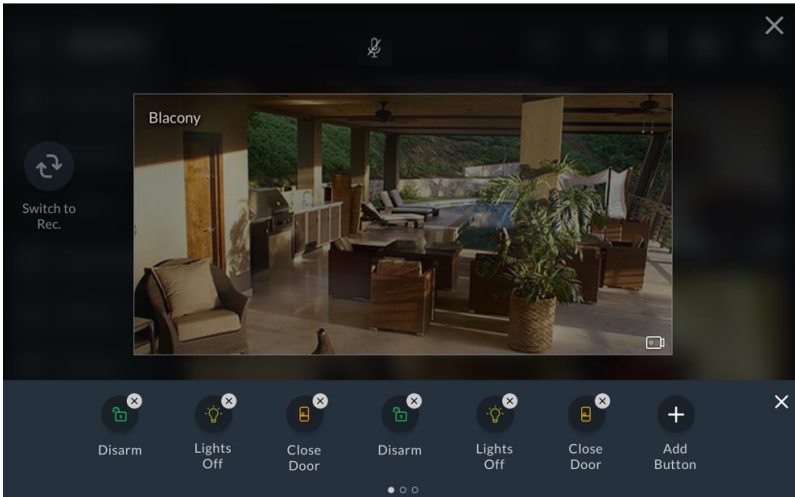 Blacony
Switch to
Rec.
Disarm
Lights
Off
Close
Door
Disarm
Lights
Off
Close
Door
Add
Button